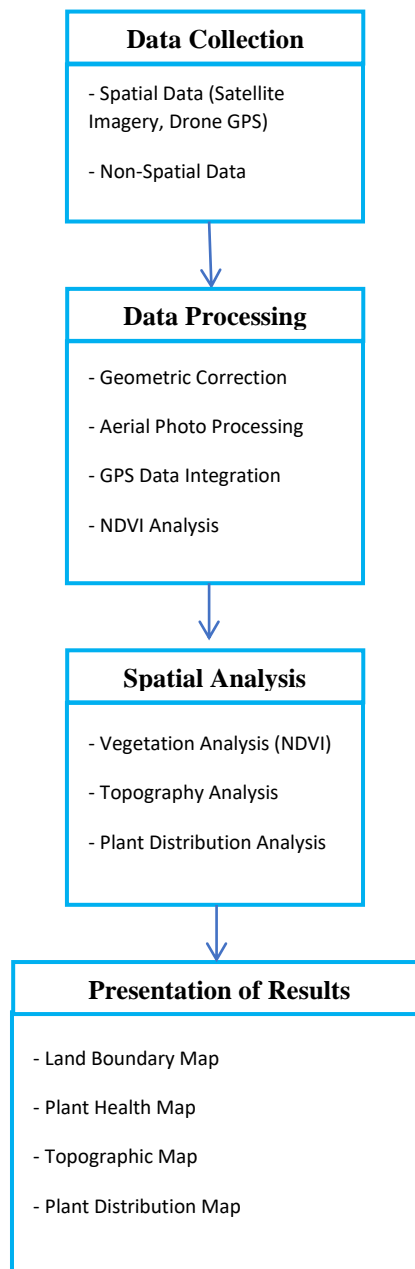 Data Collection
- Spatial Data (Satellite
Imagery, Drone GPS)
- Non-Spatial Data
Data Processing
- Geometric Correction
- Aerial Photo Processing
- GPS Data Integration
- NDVI Analysis
Spatial Analysis
- Vegetation Analysis (NDVI)
- Topography Analysis
- Plant Distribution Analysis
Presentation of Results
- Land Boundary Map
- Plant Health Map
- Topographic Map
- Plant Distribution Map